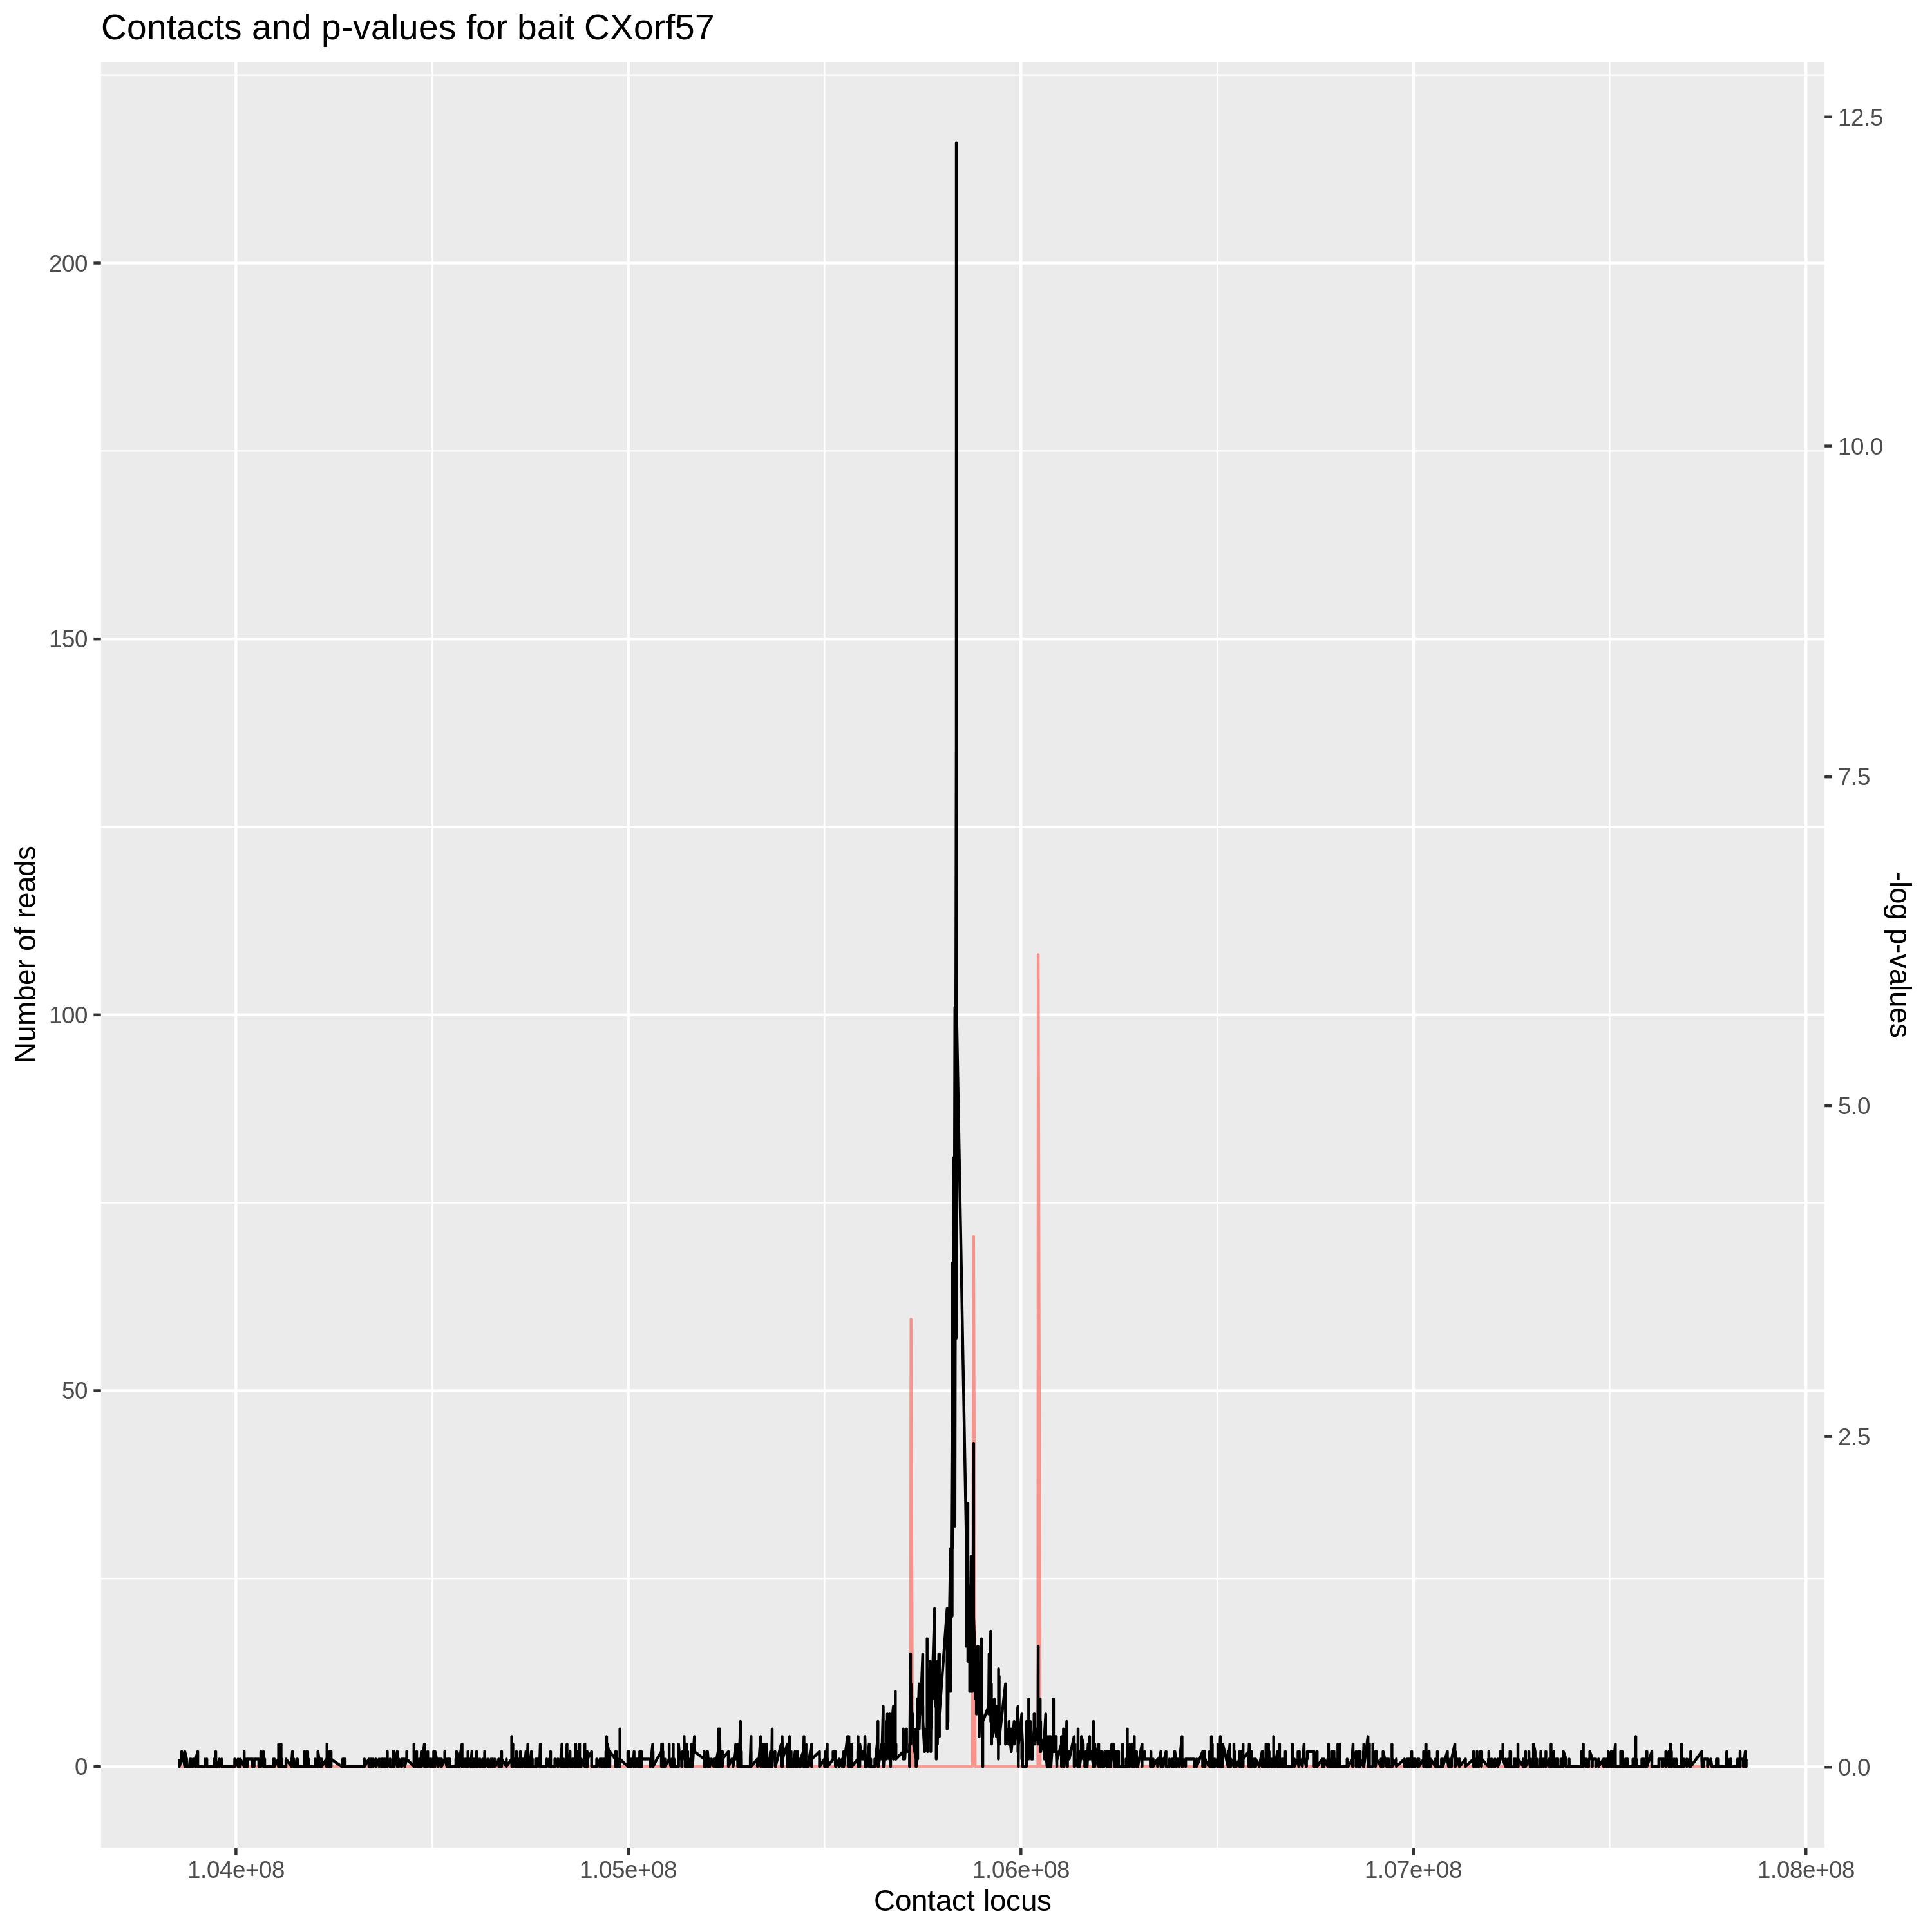 Contacts and p-values for bait CXorf57
Number of reads
200
150
100
50
0
12.5
10.0
7.5
5.0
2.5
0.0
-log p-values
1.04e+08
1.05e+08
1.06e+08
1.07e+08
1.08e+08
Contact locus